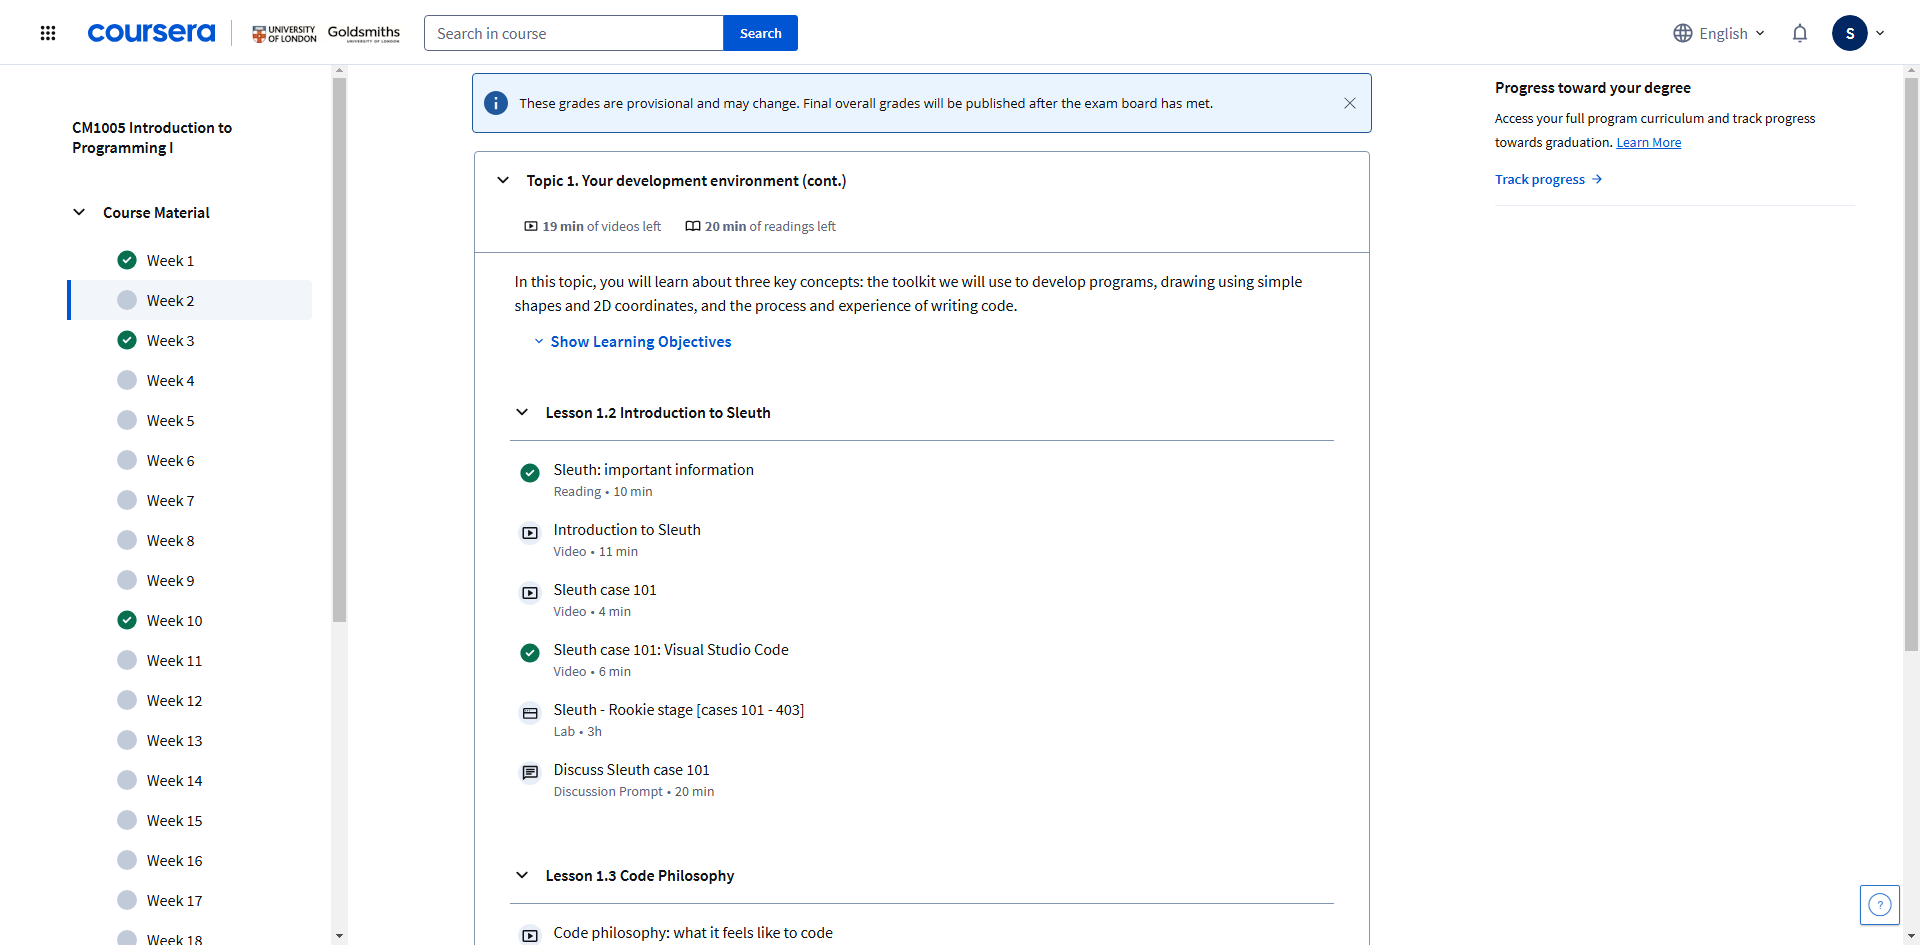 coursera
UNIVERSITY
OF LONDON
Goldsmiths
UNIVERSITY OF LONDON
Search in course
Search
English
S
CM1005 Introduction to
Programming I
Course Material
Week 1
Week 2
Week 3
Week 4
Week 5
Week 6
Week 7
Week 8
Week 9
Week 10
Week 11
Week 12
Week 13
Week 14
Week 15
Week 16
Week 17
Week 18
These grades are provisional and may change. Final overall grades will be published after the exam board has met.
Topic 1. Your development environment (cont.)
19 min of videos left
20 min of readings left
In this topic, you will learn about three key concepts: the toolkit we will use to develop programs, drawing using simple
shapes and 2D coordinates, and the process and experience of writing code.
Show Learning Objectives
Lesson 1.2 Introduction to Sleuth
Sleuth: important information
Reading • 10 min
Introduction to Sleuth
Video • 11 min
Sleuth case 101
Video • 4 min
Sleuth case 101: Visual Studio Code
Video • 6 min
Sleuth - Rookie stage [cases 101 - 403]
Lab • 3h
Discuss Sleuth case 101
Discussion Prompt • 20 min
Lesson 1.3 Code Philosophy
Code philosophy: what it feels like to code
Progress toward your degree
Access your full program curriculum and track progress
towards graduation. Learn More
Track progress →
?